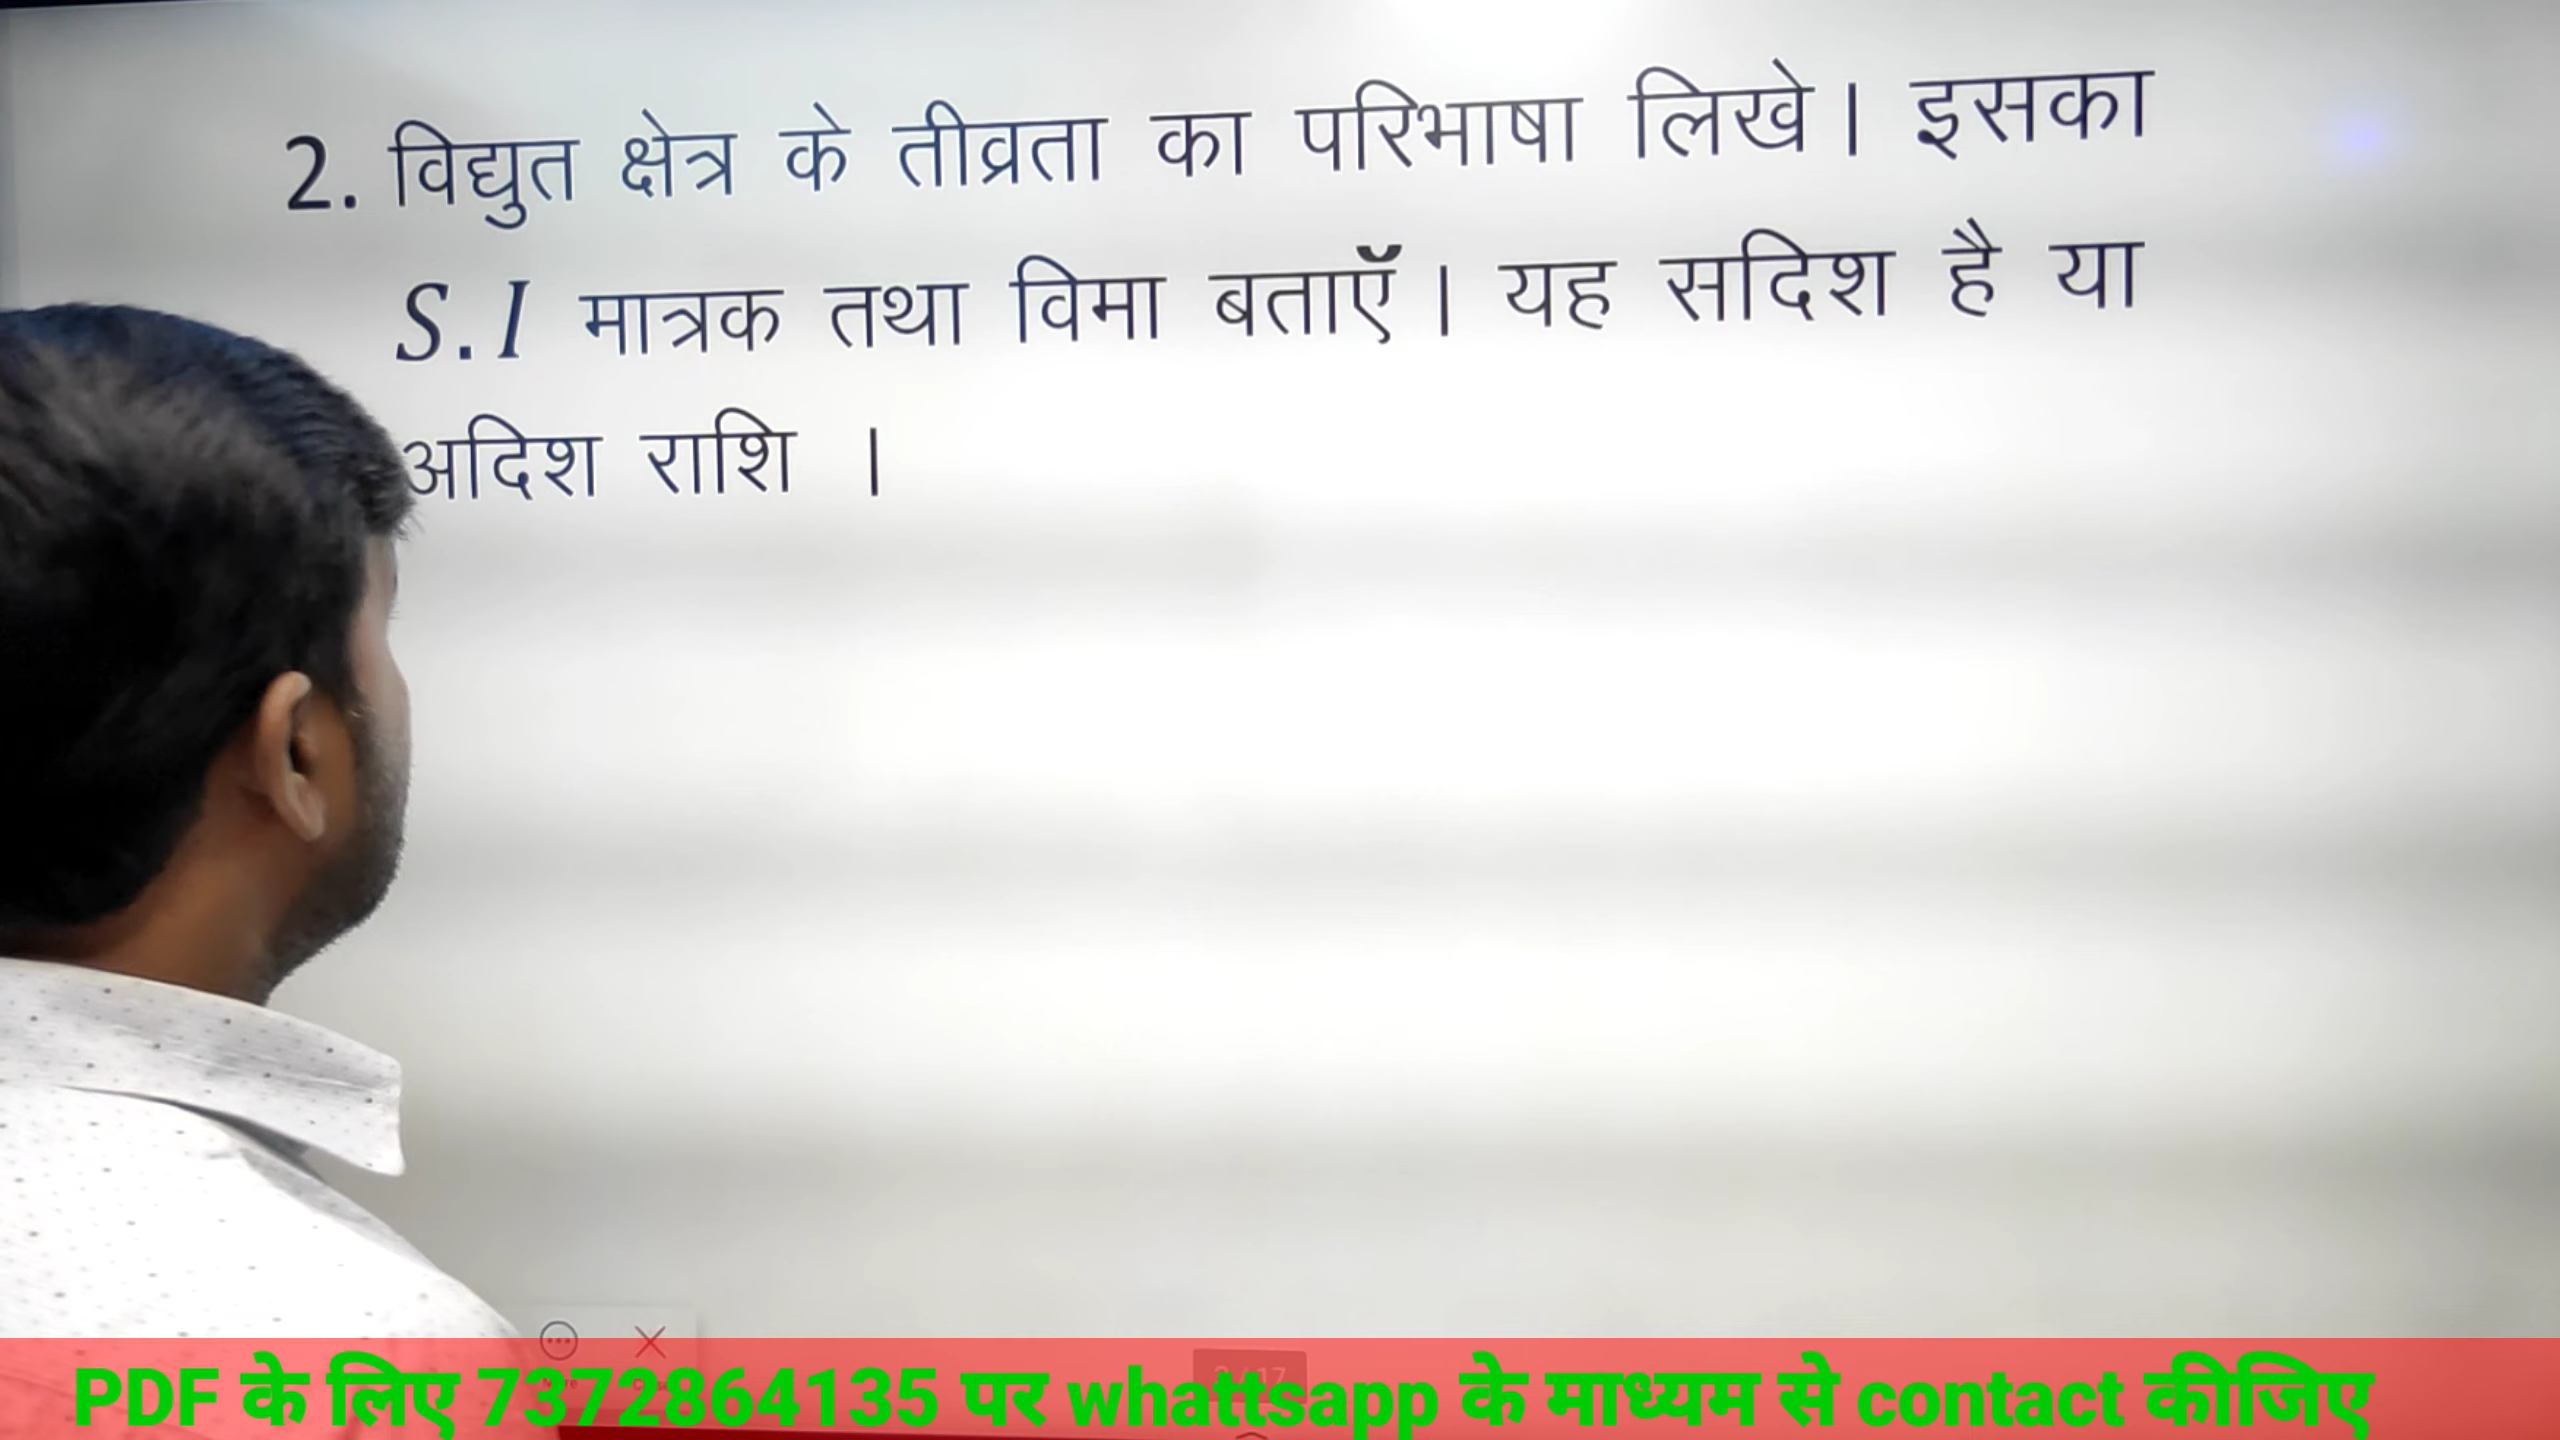 2. विद्युत क्षेत्र के तीव्रता का परिभाषा लिखे। इसका
S.I मात्रक तथा विमा बताएँ। यह सदिश है या
अदिश राशि ।
PDF के लिए 7372864135 पर whattsapp के माध्यम से contact कीजिए